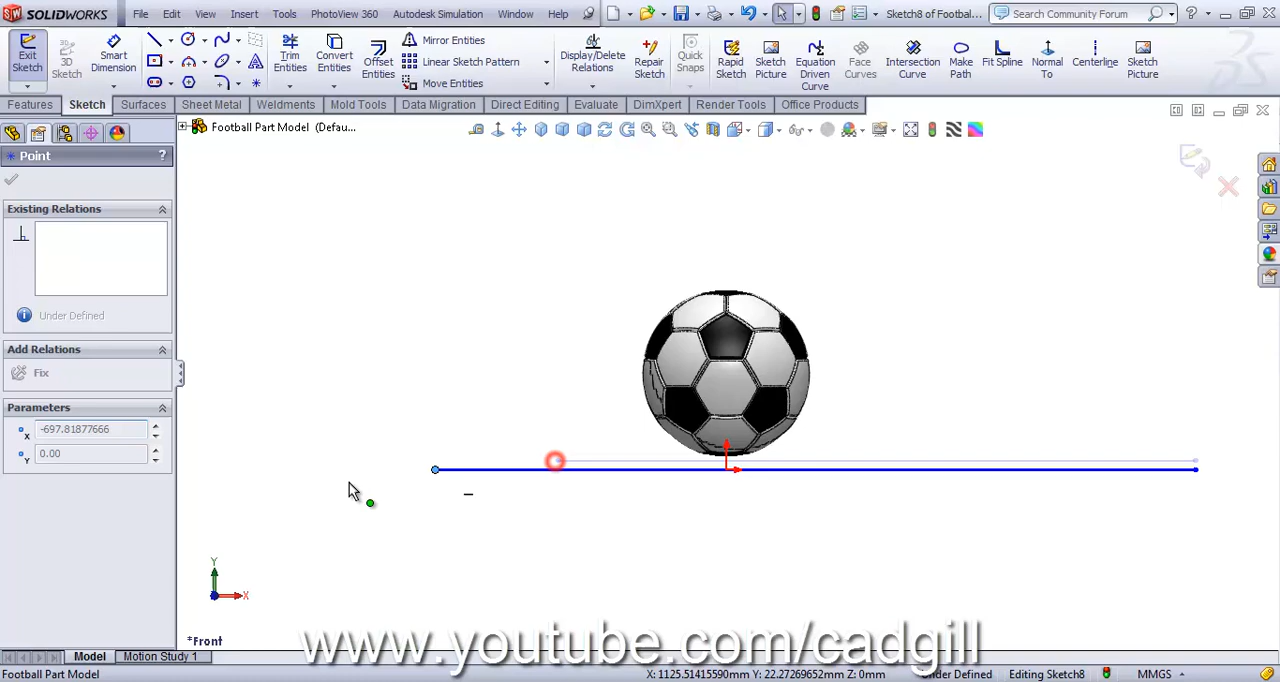 SW SOLIDWORKS File Edit View Insert Tools PhotoView 360 Autodesk Simulation Window Help Sketch8 of Footbal... Search Community Forum ?
Exit Sketch 3D Sketch Smart Dimension Trim Entities Convert Entities Offset Entities Mirror Entities Linear Sketch Pattern Move Entities Display/Delete Relations Repair Sketch Quick Snaps Rapid Sketch Sketch Picture Equation Driven Curve Face Curves Intersection Curve Make Path Fit Spline Normal To Centerline Sketch Picture
Features Sketch Surfaces Sheet Metal Weldments Mold Tools Data Migration Direct Editing Evaluate DimXpert Render Tools Office Products
Football Part Model (Defau...
Point ?
Existing Relations
Under Defined
Add Relations
Fix
Parameters
X -697.81877666
Y 0.00
Y
X
*Front
www.youtube.com/cadgill
Model Motion Study 1
Football Part Model X: 1125.51415590mm Y: 22.27269652mm Z: 0mm Under Defined Editing Sketch8 MMGS